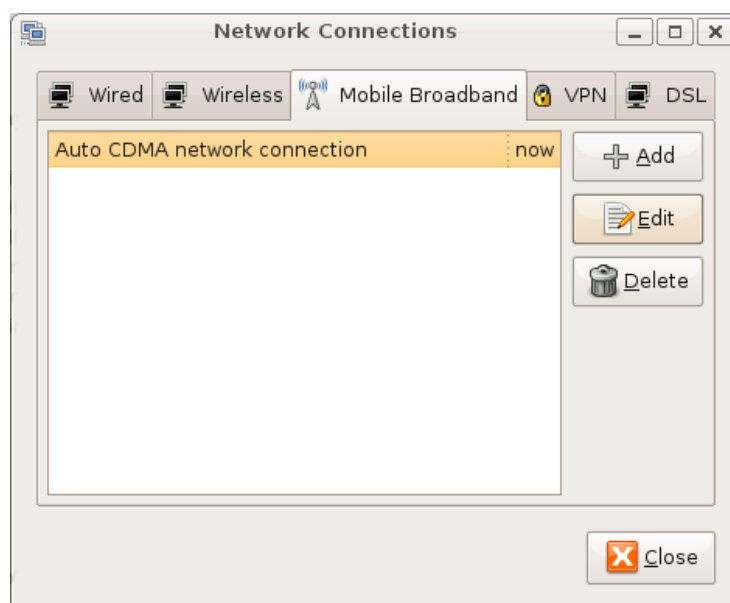 Network Connections
Wired Wireless Mobile Broadband VPN DSL
Auto CDMA network connection now
Add
Edit
Delete
Close